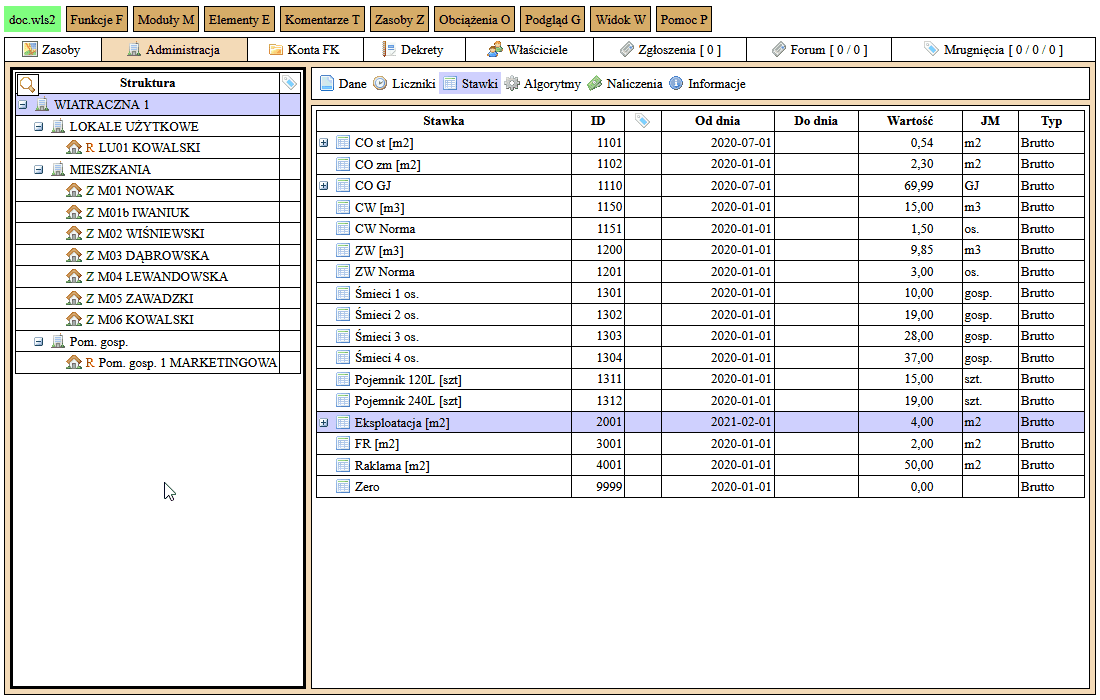 doc.wls2 Funkcje F Moduły M Elementy E Komentarze T Zasoby Z Obciążenia O Podgląd G Widok W Pomoc P
Zasoby Administracja Konta FK Dekrety Właściciele Zgłoszenia [ 0 ] Forum [ 0 / 0 ] Mrugnięcia [ 0 / 0 / 0 ]
Struktura
WIATRACZNA 1
LOKALE UŻYTKOWE
R LU01 KOWALSKI
MIESZKANIA
Z M01 NOWAK
Z M01b IWANIUK
Z M02 WIŚNIEWSKI
Z M03 DĄBROWSKA
Z M04 LEWANDOWSKA
Z M05 ZAWADZKI
Z M06 KOWALSKI
Pom. gosp.
R Pom. gosp. 1 MARKETINGOWA
Dane Liczniki Stawki Algorytmy Naliczenia Informacje
Stawka ID Od dnia Do dnia Wartość JM Typ
CO st [m2] 1101 2020-07-01 0,54 m2 Brutto
CO zm [m2] 1102 2020-01-01 2,30 m2 Brutto
CO GJ 1110 2020-07-01 69,99 GJ Brutto
CW [m3] 1150 2020-01-01 15,00 m3 Brutto
CW Norma 1151 2020-01-01 1,50 os. Brutto
ZW [m3] 1200 2020-01-01 9,85 m3 Brutto
ZW Norma 1201 2020-01-01 3,00 os. Brutto
Śmieci 1 os. 1301 2020-01-01 10,00 gosp. Brutto
Śmieci 2 os. 1302 2020-01-01 19,00 gosp. Brutto
Śmieci 3 os. 1303 2020-01-01 28,00 gosp. Brutto
Śmieci 4 os. 1304 2020-01-01 37,00 gosp. Brutto
Pojemnik 120L [szt] 1311 2020-01-01 15,00 szt. Brutto
Pojemnik 240L [szt] 1312 2020-01-01 19,00 szt. Brutto
Eksploatacja [m2] 2001 2021-02-01 4,00 m2 Brutto
FR [m2] 3001 2020-01-01 2,00 m2 Brutto
Raklama [m2] 4001 2020-01-01 50,00 m2 Brutto
Zero 9999 2020-01-01 0,00 Brutto